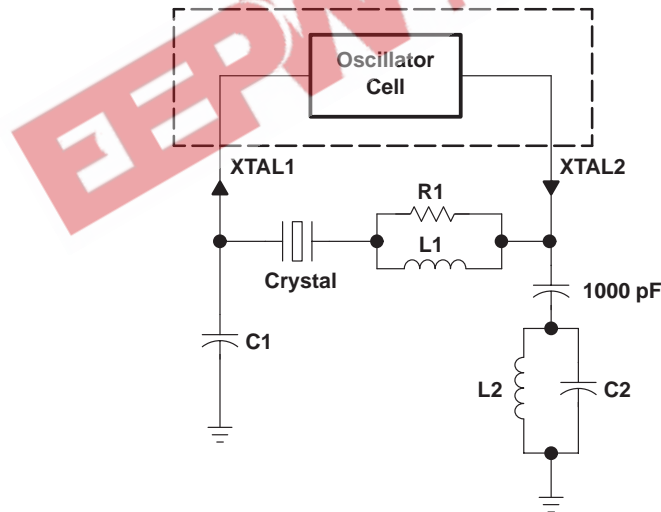 Oscillator
Cell
XTAL1
XTAL2
R1
L1
Crystal
1000 pF
C1
L2
C2